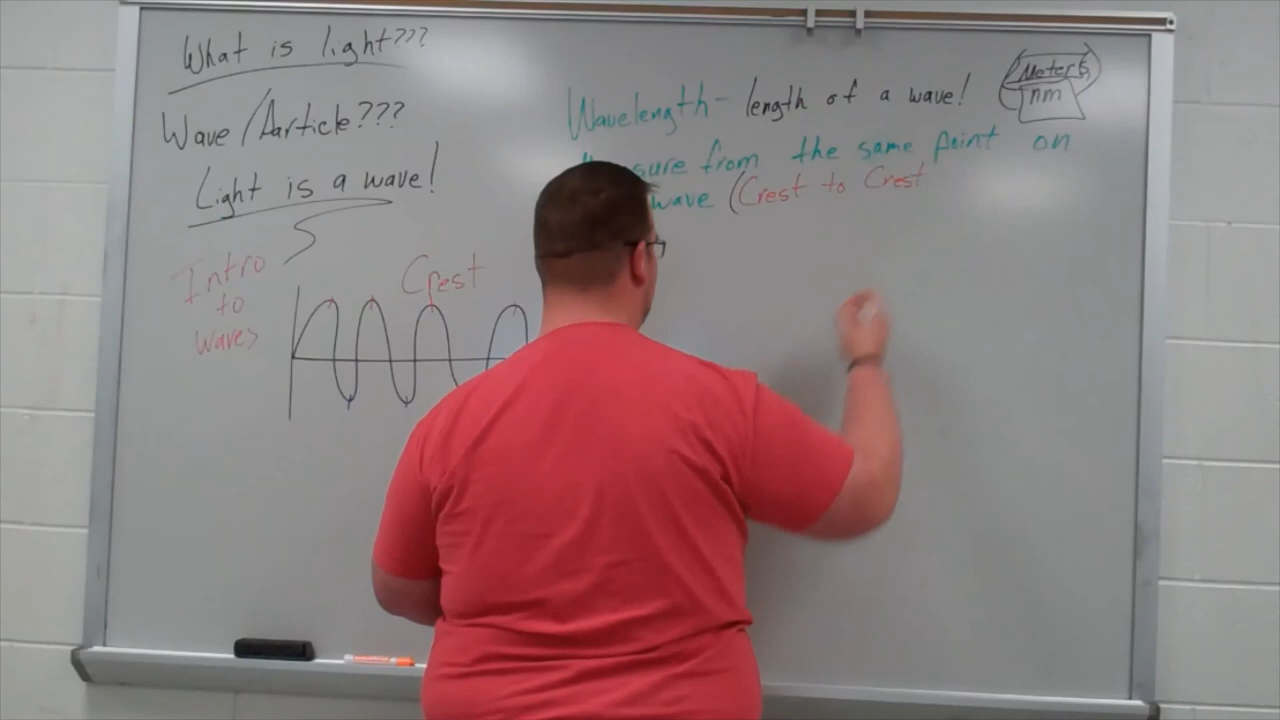 What is light???
Wave/Particle???
Light is a wave!
Intro
to
waves
Crest
Wavelength - length of a wave!
Meters
nm
from the same point on
wave (Crest to Crest